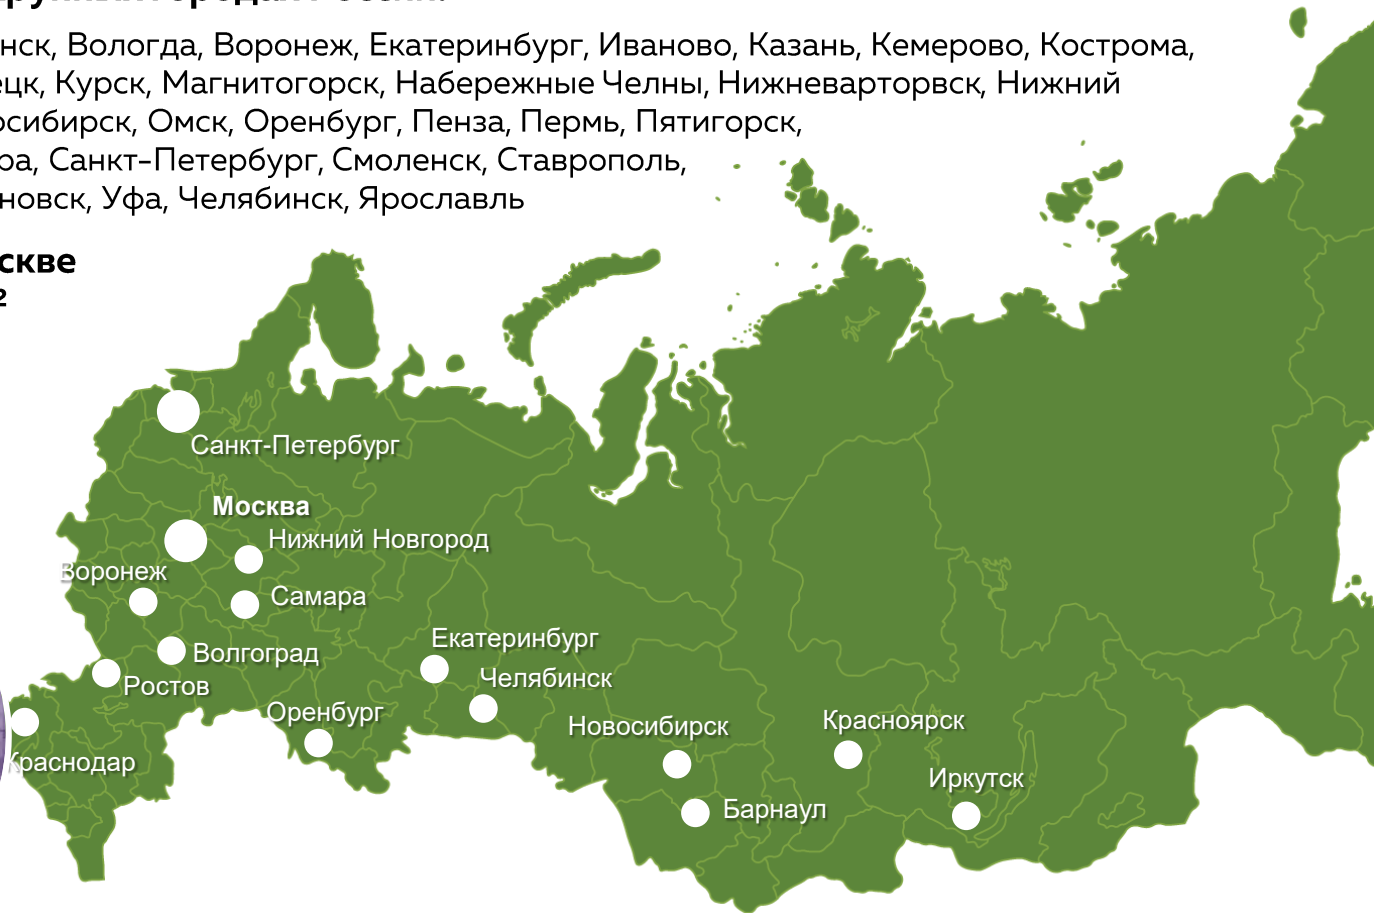 нск, Вологда, Воронеж, Екатеринбург, Иваново, Казань, Кемерово, Кострома,
ецк, Курск, Магнитогорск, Набережные Челны, Нижневарторвск, Нижний
осибирск, Омск, Оренбург, Пенза, Пермь, Пятигорск,
ра, Санкт-Петербург, Смоленск, Ставрополь,
новск, Уфа, Челябинск, Ярославль
скве
2
Санкт-Петербург
Москва
Нижний Новгород
Воронеж
Самара
Екатеринбург
Волгоград
Челябинск
Ростов
Оренбург
Красноярск
Новосибирск
Краснодар
Иркутск
Барнаул